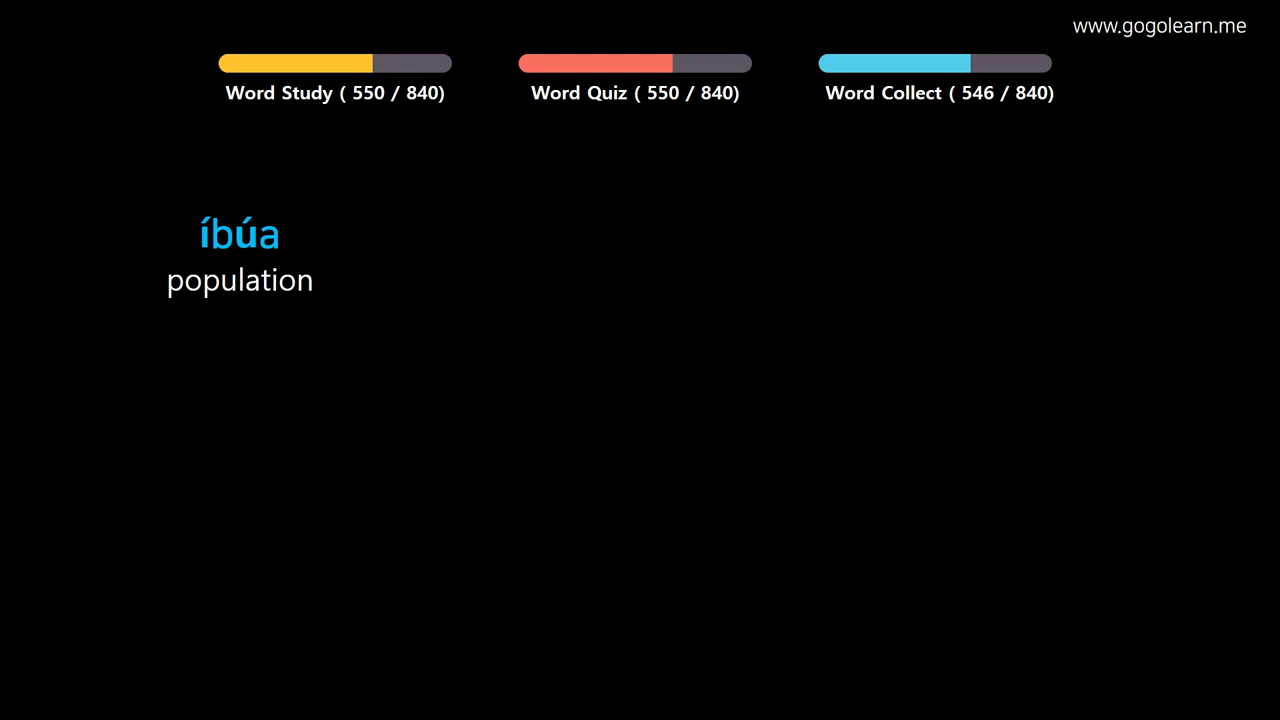 www.gogolearn.me
Word Study ( 550 / 840)
Word Quiz ( 550 / 840)
Word Collect ( 546 / 840)
íbúa
population